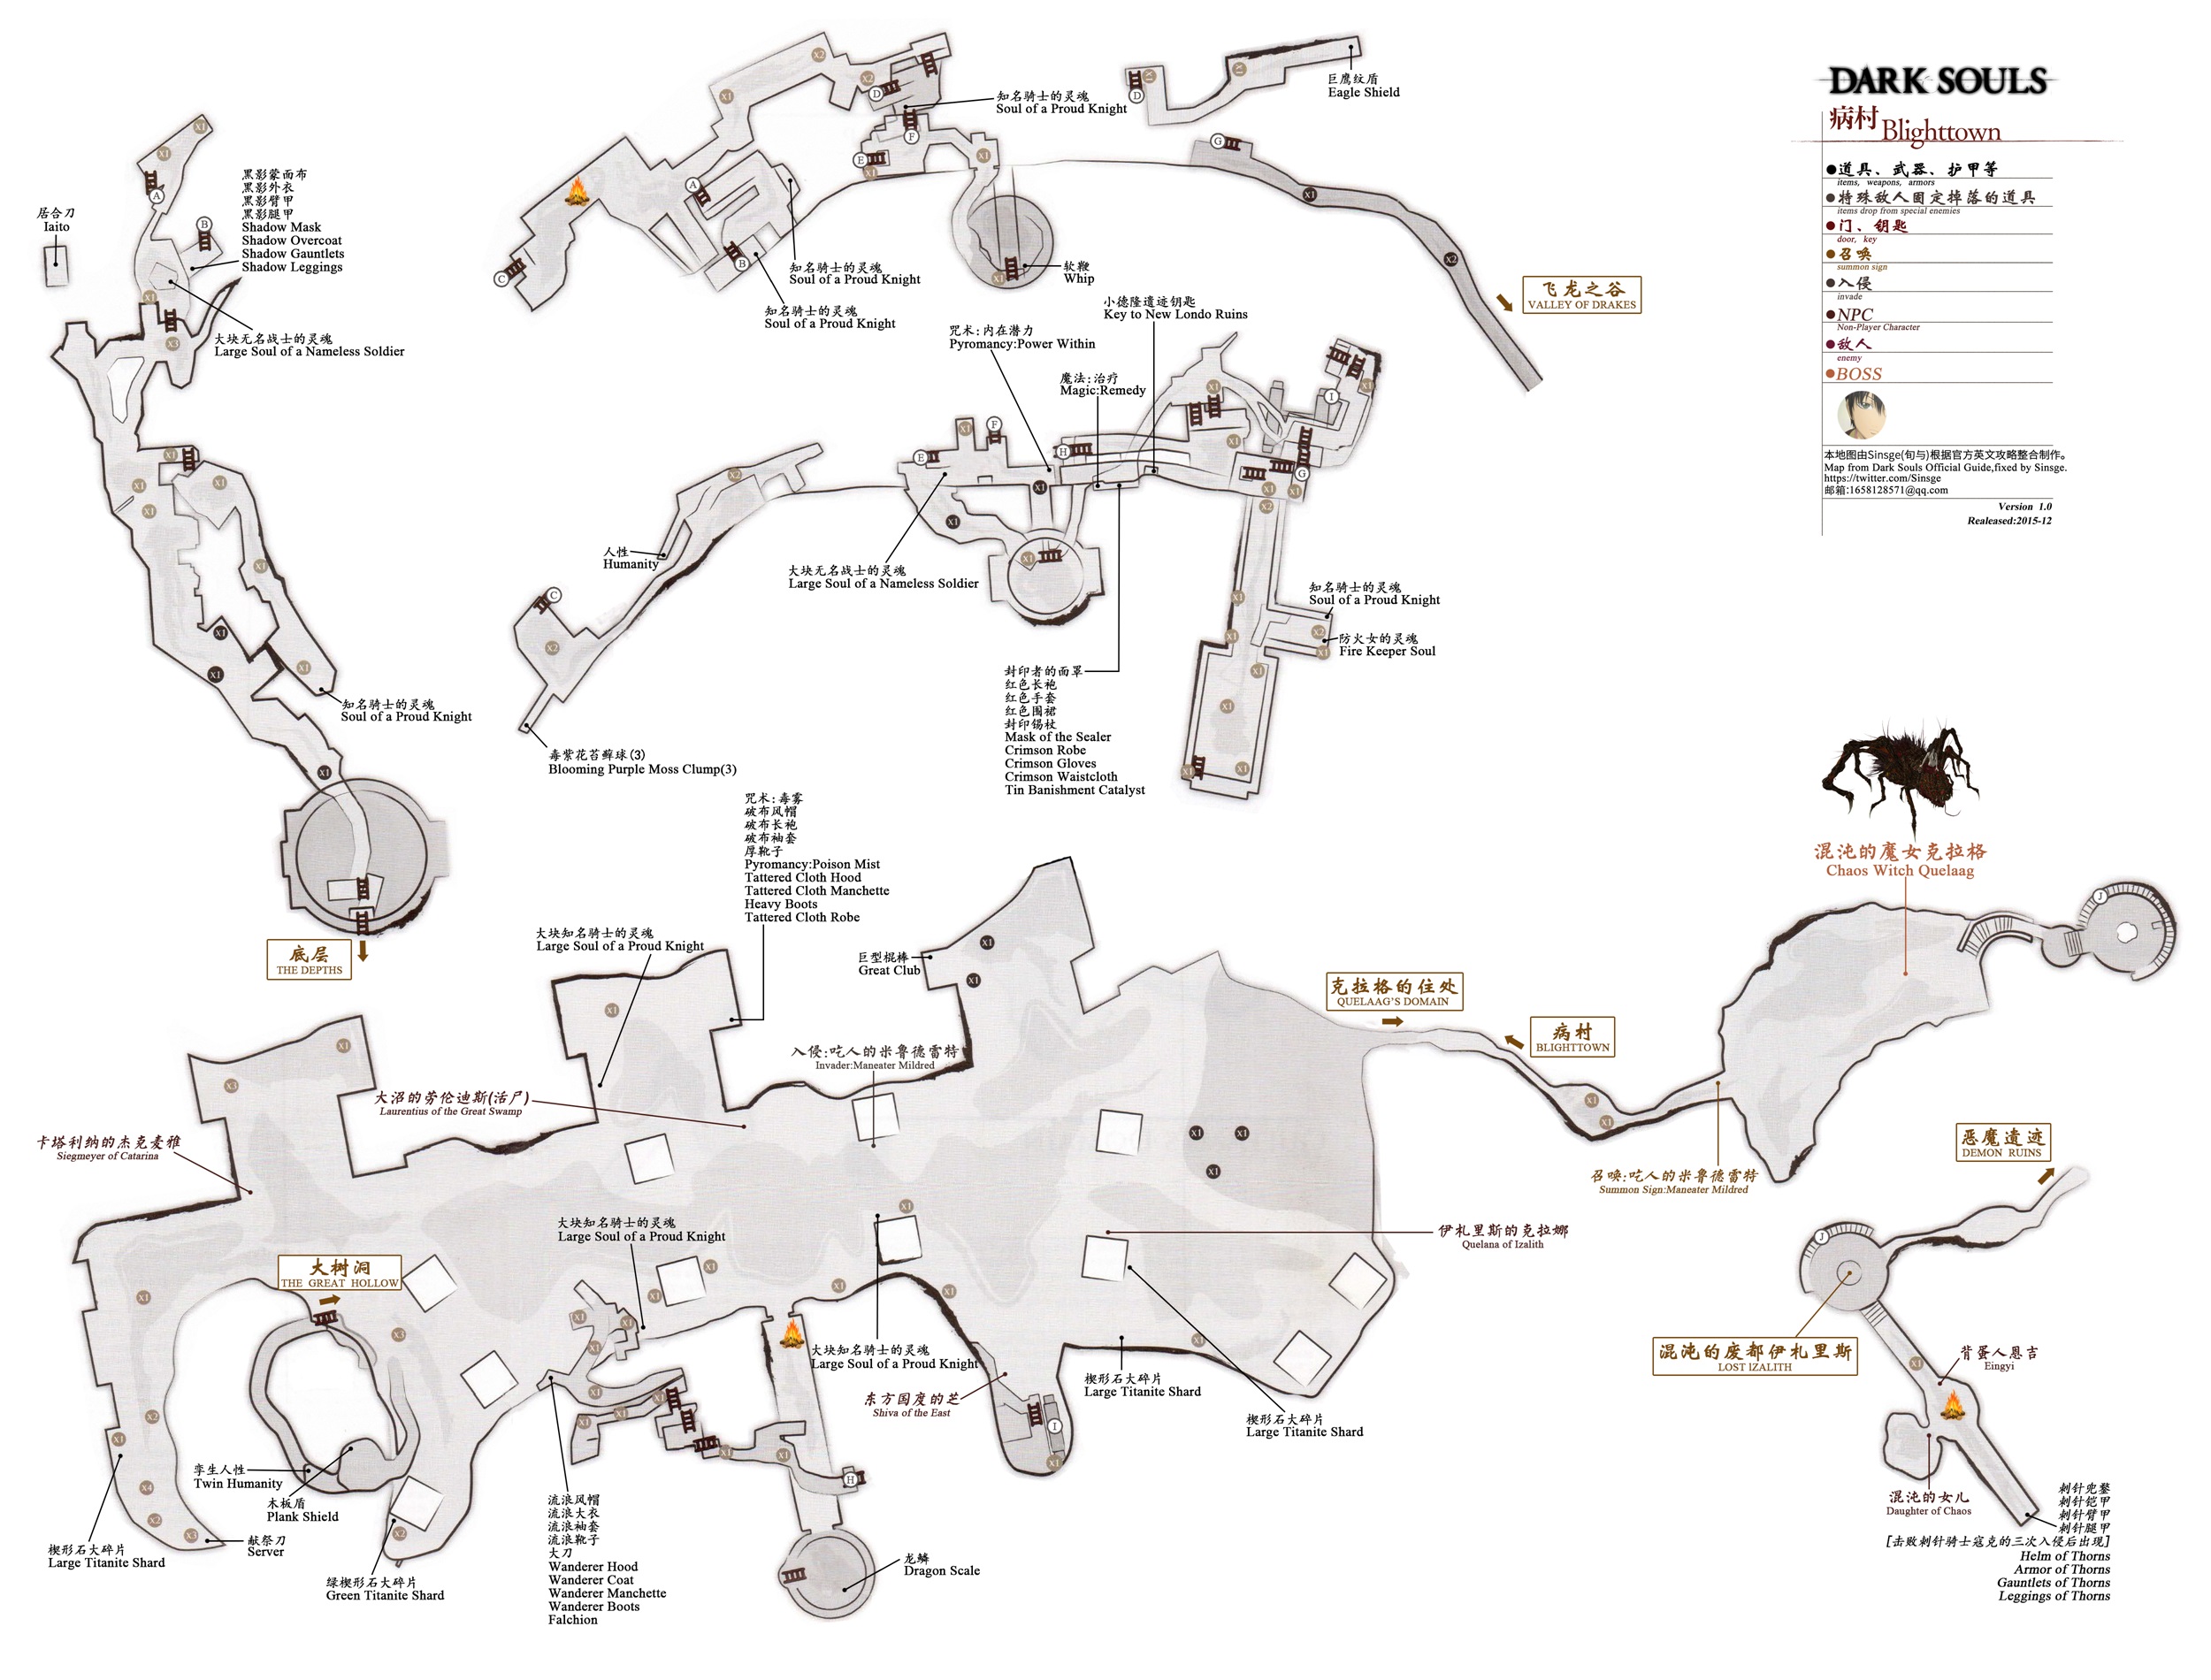 DARK SOULS
病村 Blighttown
道具、武器、护甲等
items, weapons, armors
特殊敌人固定掉落的道具
items drop from special enemies
门、钥匙
door, key
召唤
summon sign
入侵
invade
NPC
Non-Player Character
敌人
enemy
BOSS
本地图由Sinsge(旬与)根据官方英文攻略整合制作。
Map from Dark Souls Official Guide,fixed by Sinsge.
https://twitter.com/Sinsge
邮箱:1658128571@qq.com
Version 1.0
Realeased:2015-12
居合刀
Iaito
黑影蒙面布
黑影外衣
黑影臂甲
黑影腿甲
Shadow Mask
Shadow Overcoat
Shadow Gauntlets
Shadow Leggings
大块无名战士的灵魂
Large Soul of a Nameless Soldier
知名骑士的灵魂
Soul of a Proud Knight
底层
THE DEPTHS
知名骑士的灵魂
Soul of a Proud Knight
巨鹰纹盾
Eagle Shield
知名骑士的灵魂
Soul of a Proud Knight
知名骑士的灵魂
Soul of a Proud Knight
软鞭
Whip
飞龙之谷
VALLEY OF DRAKES
小德隆遗迹钥匙
Key to New Londo Ruins
咒术:内在潜力
Pyromancy:Power Within
魔法:治疗
Magic:Remedy
人性
Humanity
大块无名战士的灵魂
Large Soul of a Nameless Soldier
知名骑士的灵魂
Soul of a Proud Knight
防火女的灵魂
Fire Keeper Soul
封印者的面罩
红色长袍
红色手套
红色围裙
封印锡杖
Mask of the Sealer
Crimson Robe
Crimson Gloves
Crimson Waistcloth
Tin Banishment Catalyst
毒紫花苔藓球(3)
Blooming Purple Moss Clump(3)
咒术:毒雾
破布风帽
破布长袍
破布袖套
厚靴子
Pyromancy:Poison Mist
Tattered Cloth Hood
Tattered Cloth Manchette
Heavy Boots
Tattered Cloth Robe
大块知名骑士的灵魂
Large Soul of a Proud Knight
巨型棍棒
Great Club
混沌的魔女克拉格
Chaos Witch Quelaag
克拉格的住处
QUELAAG'S DOMAIN
病村
BLIGHTTOWN
入侵:吃人的米鲁德雷特
Invader:Maneater Mildred
大沼的劳伦迪斯(活尸)
Laurentius of the Great Swamp
卡塔利纳的杰克麦雅
Siegmeyer of Catarina
召唤:吃人的米鲁德雷特
Summon Sign:Maneater Mildred
恶魔遗迹
DEMON RUINS
大块知名骑士的灵魂
Large Soul of a Proud Knight
伊札里斯的克拉娜
Quelana of Izalith
大树洞
THE GREAT HOLLOW
大块知名骑士的灵魂
Large Soul of a Proud Knight
东方国度的芝
Shiva of the East
楔形石大碎片
Large Titanite Shard
楔形石大碎片
Large Titanite Shard
混沌的废都伊札里斯
LOST IZALITH
背蛋人恩吉
Eingyi
混沌的女儿
Daughter of Chaos
刺针兜鍪
刺针铠甲
刺针臂甲
刺针腿甲
[击败刺针骑士寇克的三次入侵后出现]
Helm of Thorns
Armor of Thorns
Gauntlets of Thorns
Leggings of Thorns
孪生人性
Twin Humanity
木板盾
Plank Shield
献祭刀
Server
楔形石大碎片
Large Titanite Shard
绿楔形石大碎片
Green Titanite Shard
流浪风帽
流浪大衣
流浪袖套
流浪靴子
大刀
Wanderer Hood
Wanderer Coat
Wanderer Manchette
Wanderer Boots
Falchion
龙鳞
Dragon Scale